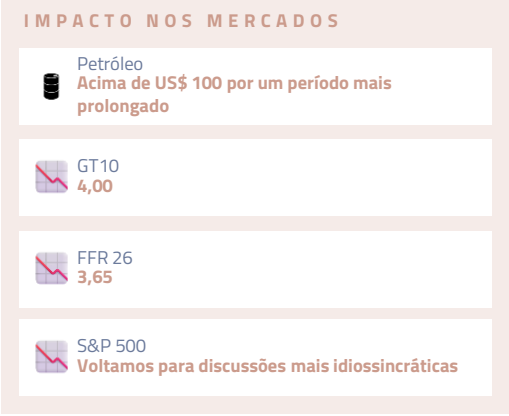 IMPACTO NOS MERCADOS
Petróleo
Acima de US$ 100 por um período mais
prolongado
GT10
4,00
FFR 26
3,65
S&P 500
Voltamos para discussões mais idiossincráticas